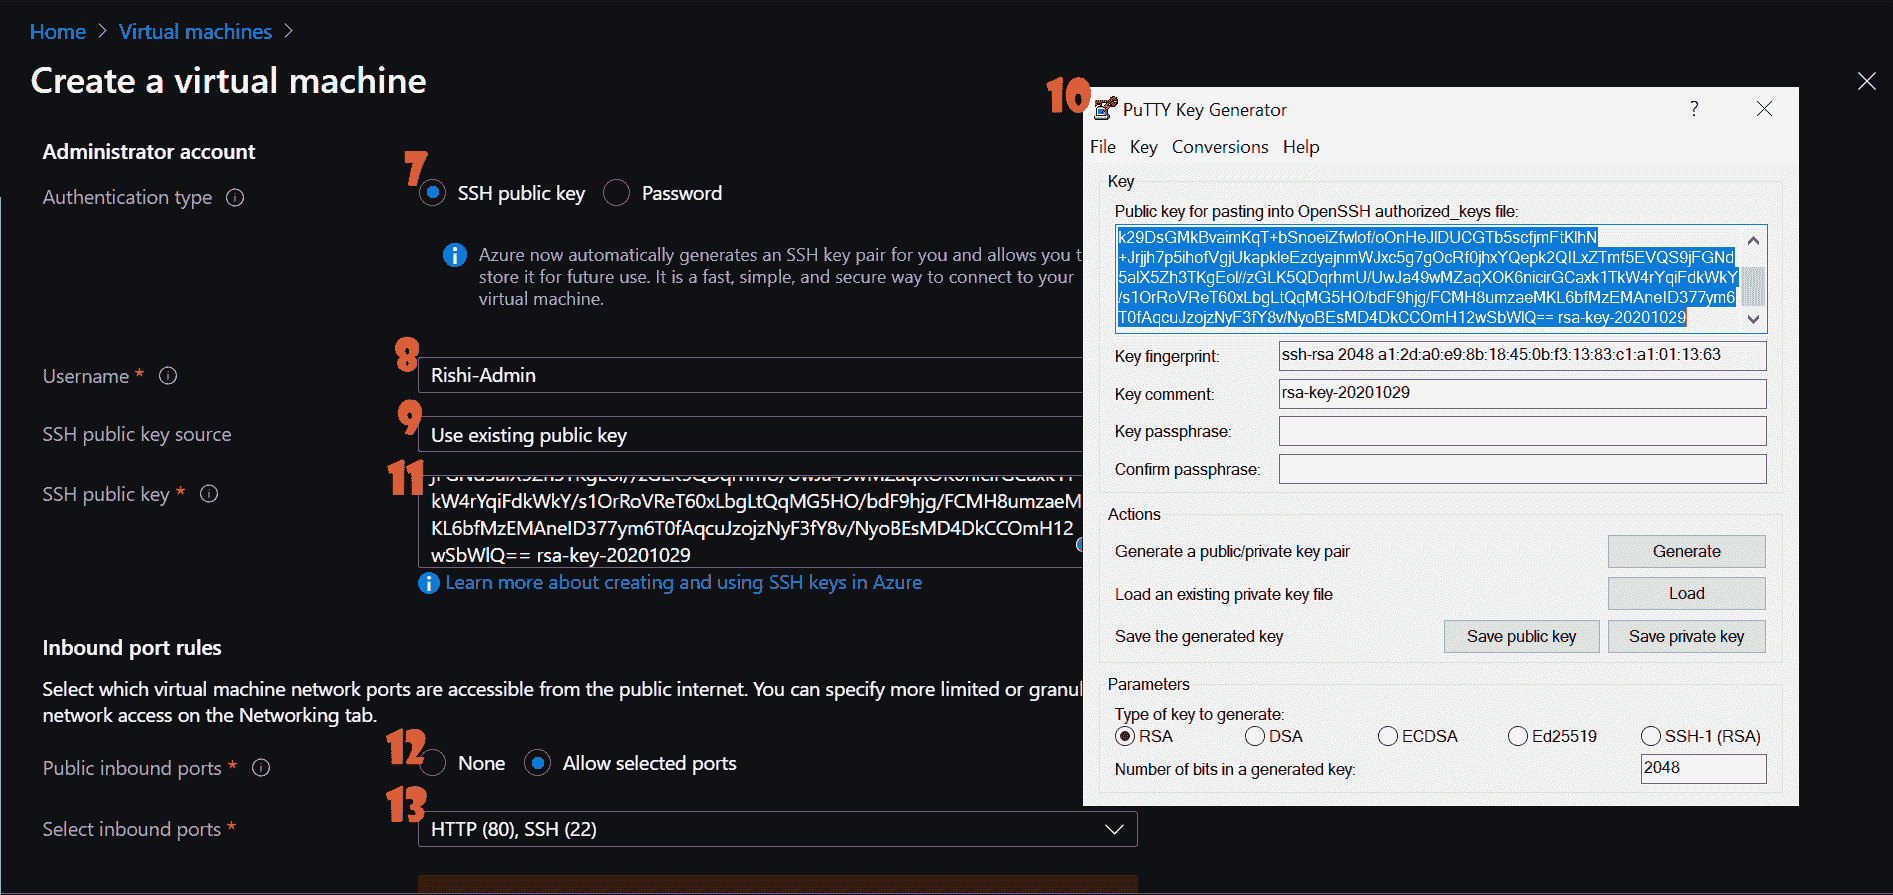 Home > Virtual machines >
Create a virtual machine
Administrator account
7
Authentication type
SSH public key
Password
Azure now automatically generates an SSH key pair for you and allows you t
store it for future use. It is a fast, simple, and secure way to connect to your
virtual machine.
8
Username *
Rishi-Admin
9
SSH public key source
Use existing public key
11
SSH public key *
kW4rYqiFdkWkY/s1OrRoVReT60xLbgLtQqMG5HO/bdF9hjg/FCMH8umzaeM
KL6bfMzEMAneID377ym6T0fAqcuJzojzNyF3fY8v/NyoBEsMD4DkCCOmH12
wSbWlQ== rsa-key-20201029
Learn more about creating and using SSH keys in Azure
Inbound port rules
Select which virtual machine network ports are accessible from the public internet. You can specify more limited or granul
network access on the Networking tab.
12
Public inbound ports *
None
Allow selected ports
13
Select inbound ports *
HTTP (80), SSH (22)
10
PuTTY Key Generator
?
File Key Conversions Help
Key
Public key for pasting into OpenSSH authorized_keys file:
k29DsGMkBvaimKqT+bSnoeiZfwlof/oOnHeJlDUCGTb5scfjmFtKlhN
+Jrjjh7p5ihofVgjUkapkleEzdyajnmWJxc5g7gOcRf0jhxYQepk2QILxZTmf5EVQS9jFGNd
5alX5Zh3TKgEol//zGLK5QDqrhmU/UwJa49wMZaqXOK6nicirGCaxk1TkW4rYqiFdkWkY
/s1OrRoVReT60xLbgLtQqMG5HO/bdF9hjg/FCMH8umzaeMKL6bfMzEMAneID377ym6
T0fAqcuJzojzNyF3fY8v/NyoBEsMD4DkCCOmH12wSbWlQ== rsa-key-20201029
Key fingerprint:
ssh-rsa 2048 a1:2d:a0:e9:8b:18:45:0b:f3:13:83:c1:a1:01:13:63
Key comment:
rsa-key-20201029
Key passphrase:
Confirm passphrase:
Actions
Generate a public/private key pair
Generate
Load an existing private key file
Load
Save the generated key
Save public key
Save private key
Parameters
Type of key to generate:
RSA
DSA
ECDSA
Ed25519
SSH-1 (RSA)
Number of bits in a generated key:
2048